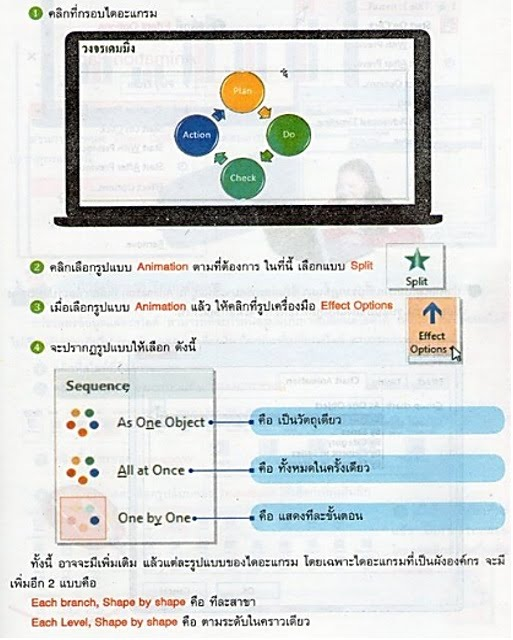 1 คลิกที่กรอบไดอะแกรม
วงจรเดมมิ่ง
Plan
Action
Do
Check
2 คลิกเลือกรูปแบบ Animation ตามที่ต้องการ ในที่นี้ เลือกแบบ Split
Split
3 เมื่อเลือกรูปแบบ Animation แล้ว ให้คลิกที่รูปเครื่องมือ Effect Options
Effect
Options
4 จะปรากฏรูปแบบให้เลือก ดังนี้
Sequence
As One Object คือ เป็นวัตถุเดียว
All at Once คือ ทั้งหมดในครั้งเดียว
One by One คือ แสดงทีละขั้นตอน
ทั้งนี้ อาจจะมีเพิ่มเติม แล้วแต่ละรูปแบบของไดอะแกรม โดยเฉพาะไดอะแกรมที่เป็นผังองค์กร จะมี
เพิ่มอีก 2 แบบคือ
Each branch, Shape by shape คือ ทีละสาขา
Each Level, Shape by shape คือ ตามระดับในคราวเดียว